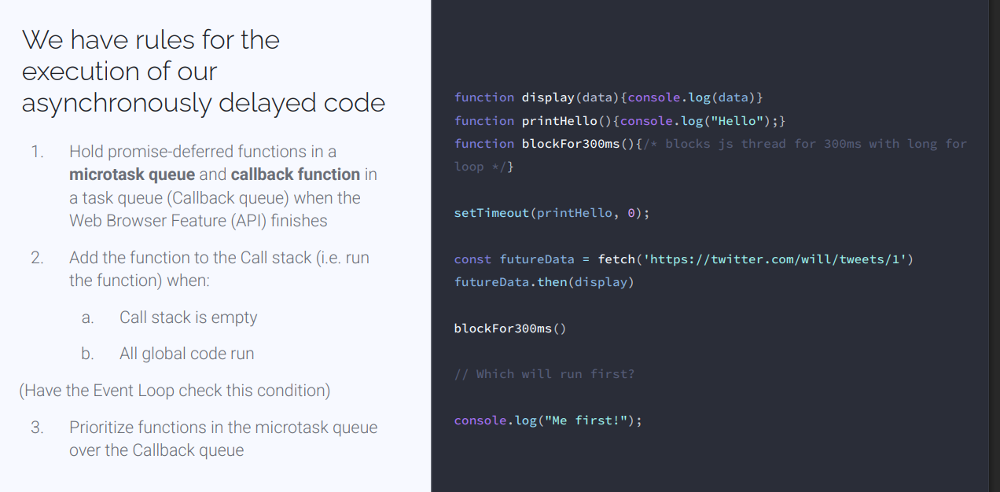 We have rules for the
execution of our
asynchronously delayed code
1. Hold promise-deferred functions in a
microtask queue and callback function in
a task queue (Callback queue) when the
Web Browser Feature (API) finishes
2. Add the function to the Call stack (i.e. run
the function) when:
a. Call stack is empty
b. All global code run
(Have the Event Loop check this condition)
3. Prioritize functions in the microtask queue
over the Callback queue
function display(data){console.log(data)}
function printHello(){console.log("Hello");}
function blockFor300ms(){/* blocks js thread for 300ms with long for
loop */}
setTimeout(printHello, 0);
const futureData = fetch('https://twitter.com/will/tweets/1')
futureData.then(display)
blockFor300ms()
// Which will run first?
console.log("Me first!");